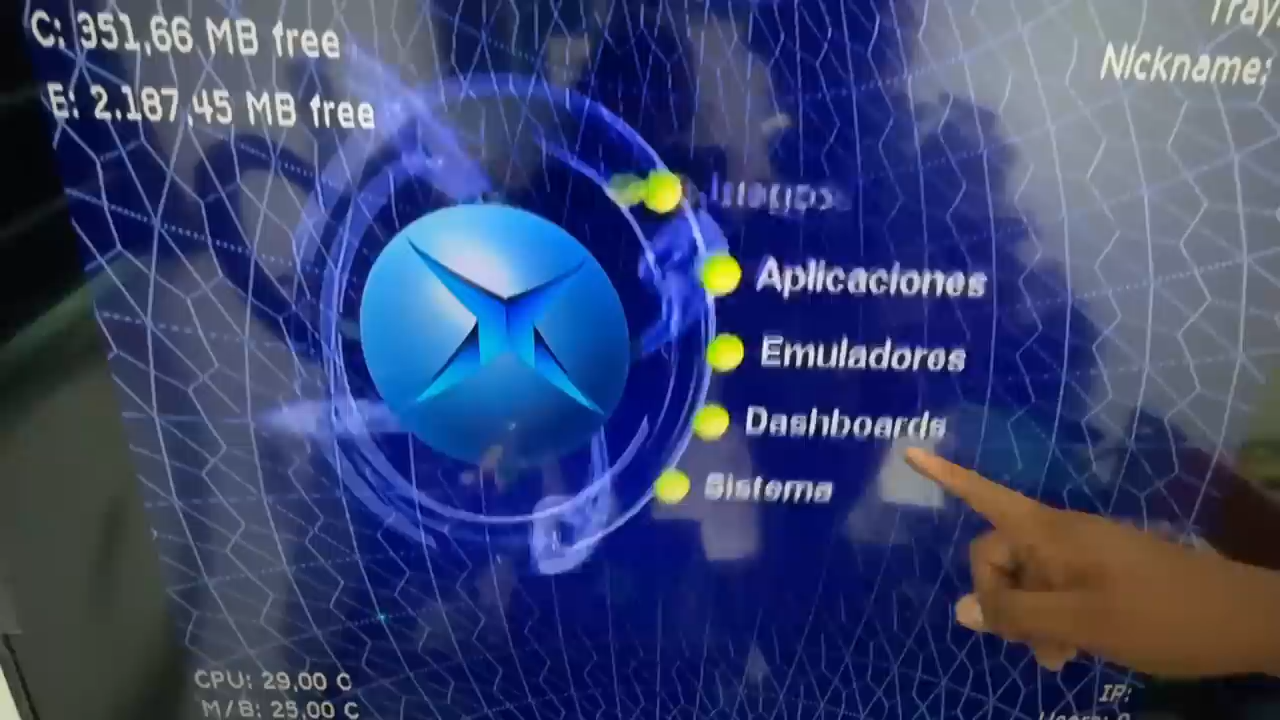 C: 351,66 MB free
E: 2.187,45 MB free
Tray
Nickname:
Aplicaciones
Emuladores
Dashboards
Sistema
CPU: 29,00 C
M/B: 25,00 C
IP: